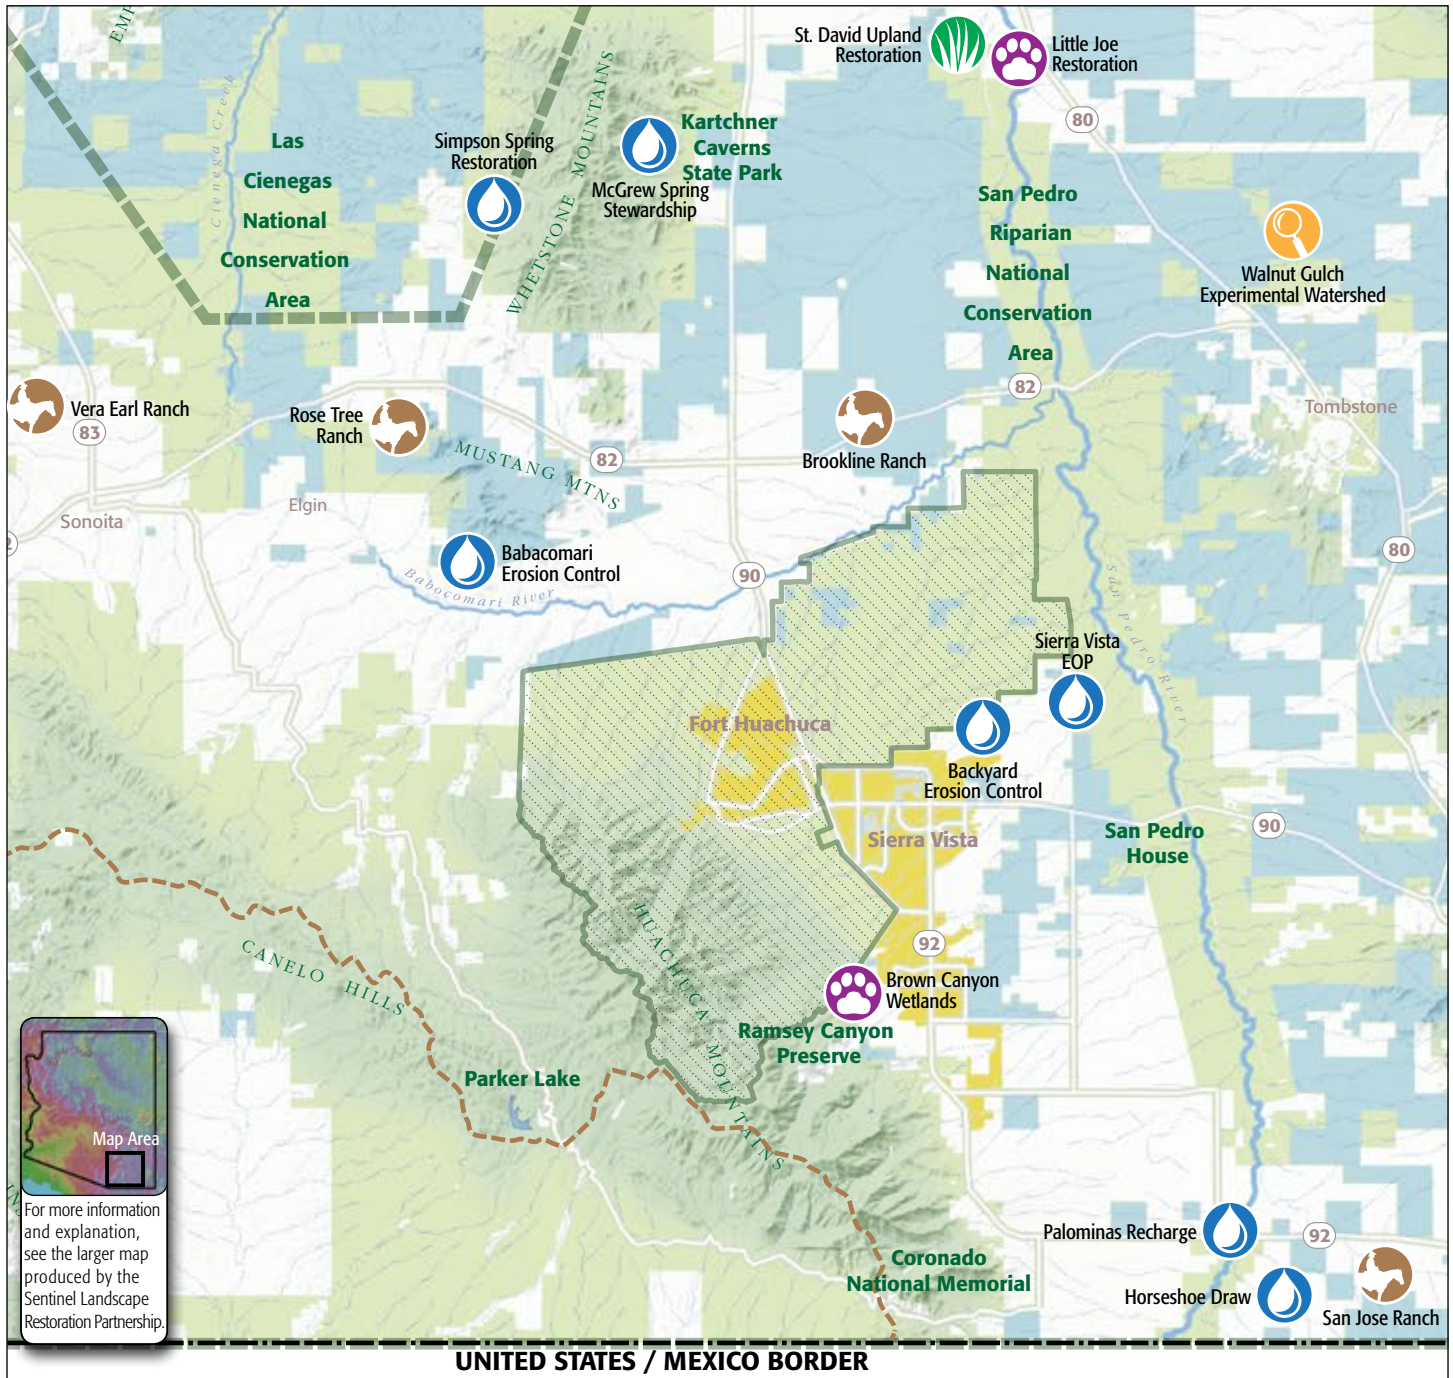 EMP
St. David Upland
Restoration
Little Joe
Restoration
80
Cienega Creek
Las
Cienegas
National
Conservation
Area
Simpson Spring
Restoration
WHETSTONE MOUNTAINS
McGrew Spring
Stewardship
Kartchner
Caverns
State Park
San Pedro
Riparian
National
Conservation
Area
Walnut Gulch
Experimental Watershed
Vera Earl Ranch
83
Rose Tree
Ranch
82
MUSTANG MTNS
Brookline Ranch
82
Tombstone
Sonoita
Elgin
2
Babacomari
Erosion Control
Babocomari River
90
80
San Pedro River
Sierra Vista
EOP
Fort Huachuca
Backyard
Erosion Control
Sierra Vista
San Pedro
House
90
92
HUACHUCA MOUNTAINS
CANELO HILLS
Brown Canyon
Wetlands
Ramsey Canyon
Preserve
Parker Lake
Map Area
For more information
and explanation,
see the larger map
produced by the
Sentinel Landscape
Restoration Partnership.
Palominas Recharge
92
Coronado
National Memorial
Horseshoe Draw
San Jose Ranch
UNITED STATES / MEXICO BORDER